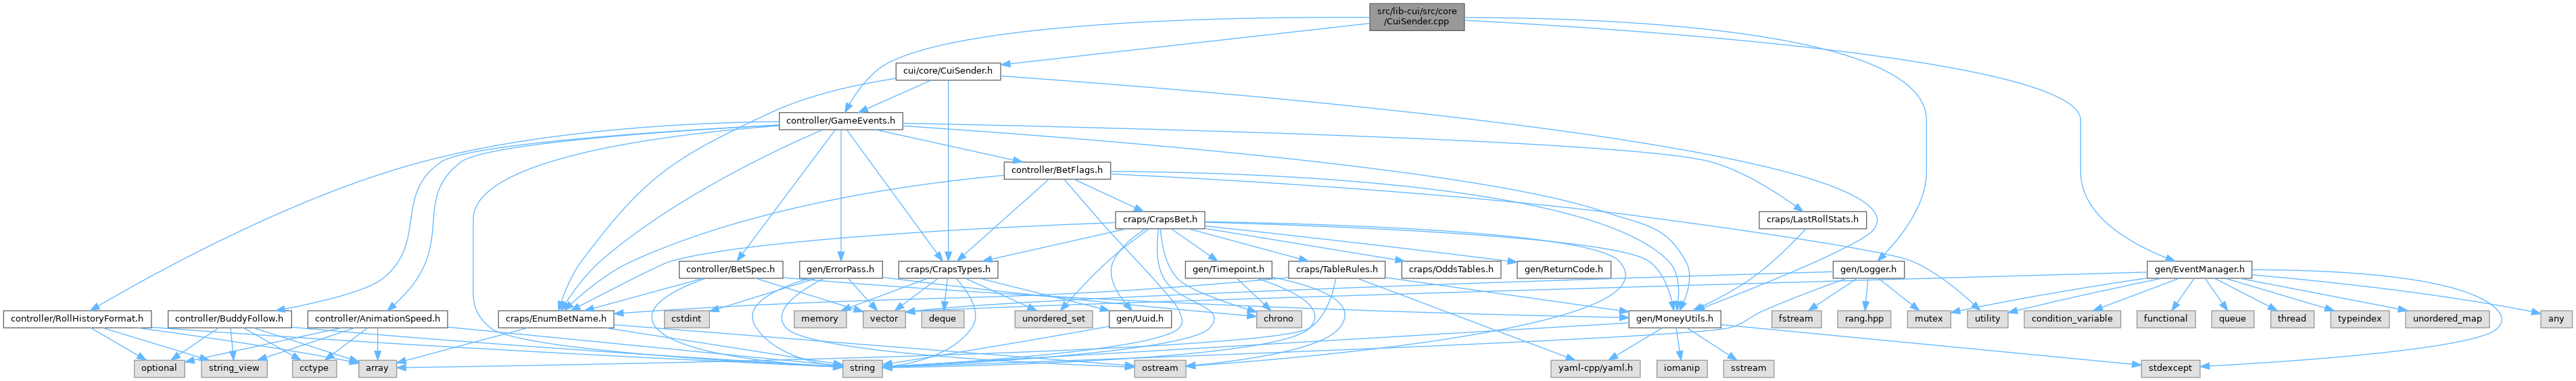 src/lib-cui/src/core
/CuiSender.cpp
cui/core/CuiSender.h
controller/GameEvents.h
controller/BetFlags.h
craps/CrapsBet.h
craps/LastRollStats.h
controller/BetSpec.h
gen/ErrorPass.h
craps/CrapsTypes.h
gen/Timepoint.h
craps/TableRules.h
craps/OddsTables.h
gen/ReturnCode.h
gen/Logger.h
gen/EventManager.h
controller/RollHistoryFormat.h
controller/BuddyFollow.h
controller/AnimationSpeed.h
craps/EnumBetName.h
cstdint
memory
vector
deque
unordered_set
gen/Uuid.h
chrono
gen/MoneyUtils.h
fstream
rang.hpp
mutex
utility
condition_variable
functional
queue
thread
typeindex
unordered_map
any
optional
string_view
cctype
array
string
ostream
yaml-cpp/yaml.h
iomanip
sstream
stdexcept